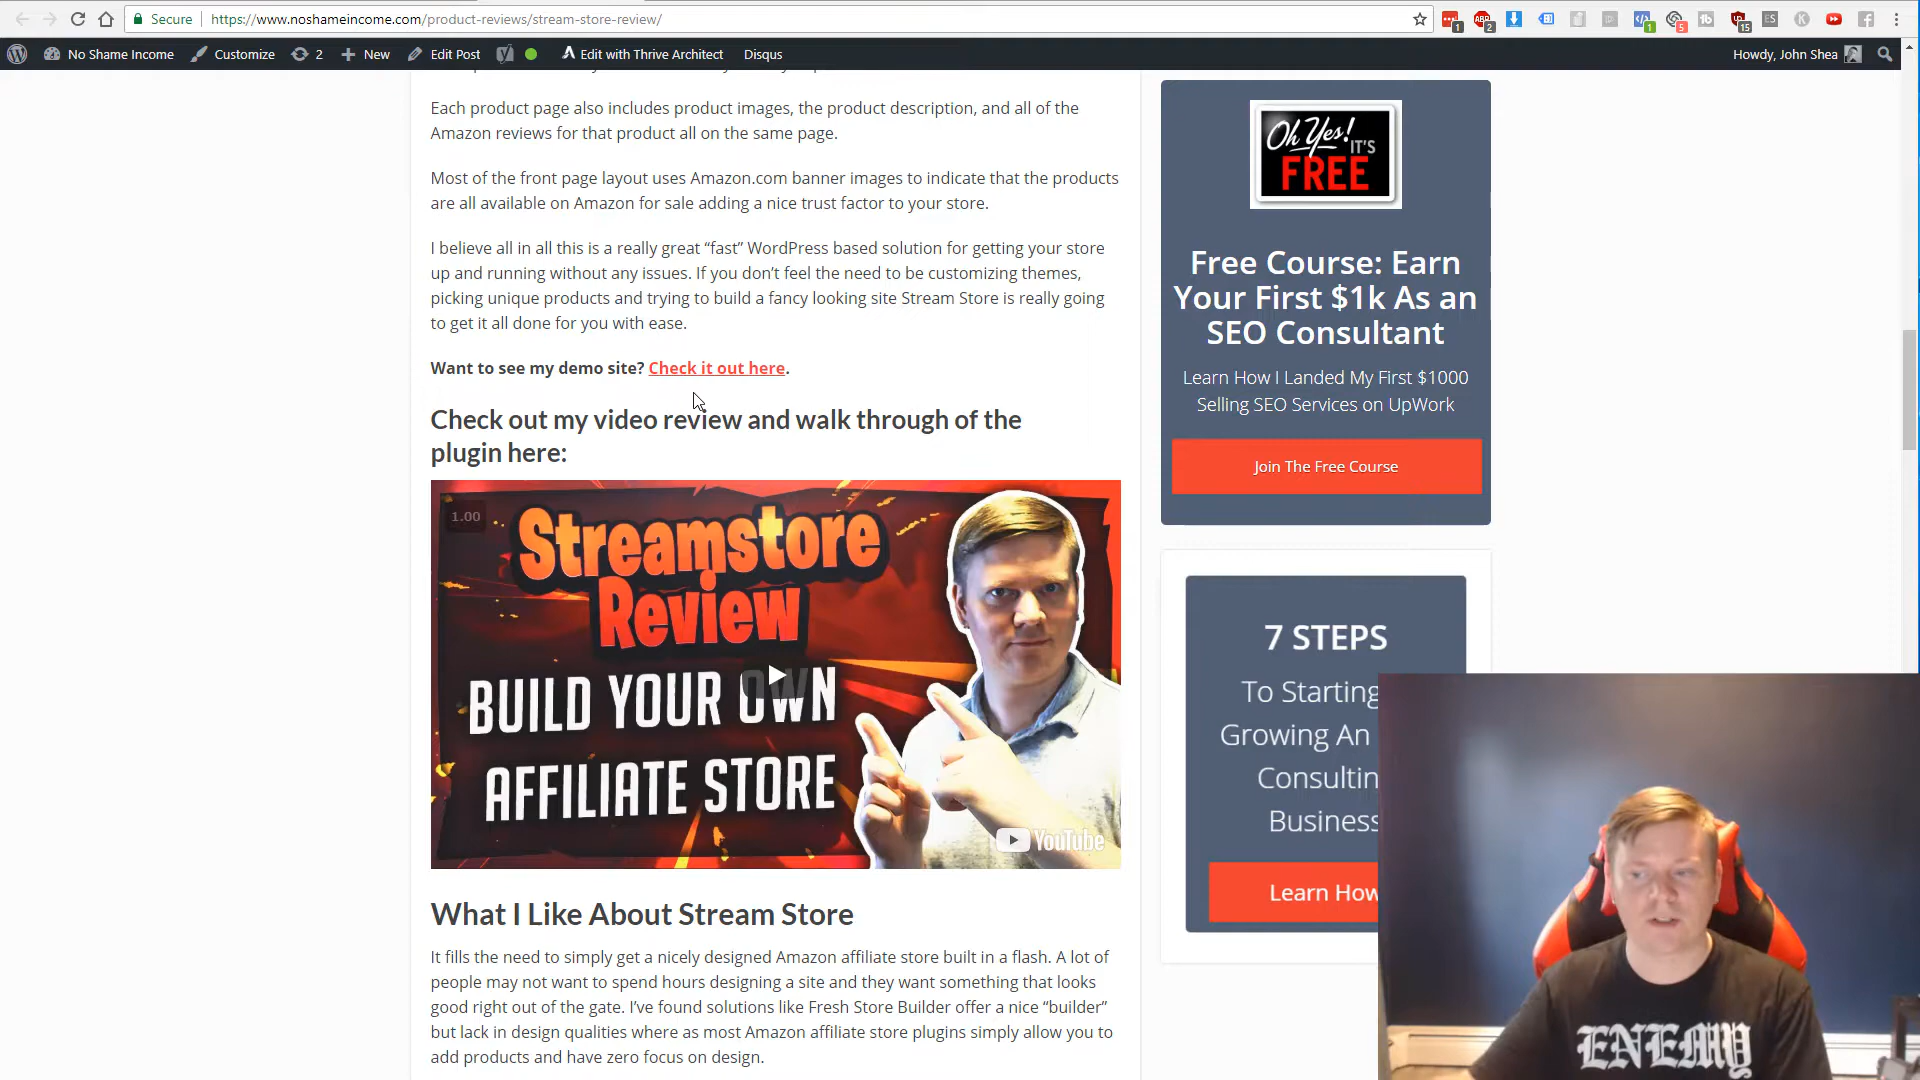 Secure https://www.noshameincome.com/product-reviews/stream-store-review/
No Shame Income Customize 2 New Edit Post Edit with Thrive Architect Disqus Howdy, John Shea
Each product page also includes product images, the product description, and all of the
Amazon reviews for that product all on the same page.
Most of the front page layout uses Amazon.com banner images to indicate that the products
are all available on Amazon for sale adding a nice trust factor to your store.
I believe all in all this is a really great “fast” WordPress based solution for getting your store
up and running without any issues. If you don’t feel the need to be customizing themes,
picking unique products and trying to build a fancy looking site Stream Store is really going
to get it all done for you with ease.
Want to see my demo site? Check it out here.
Check out my video review and walk through of the
plugin here:
1.00
Streamstore
Review
BUILD YOUR OWN
AFFILIATE STORE
YouTube
What I Like About Stream Store
It fills the need to simply get a nicely designed Amazon affiliate store built in a flash. A lot of
people may not want to spend hours designing a site and they want something that looks
good right out of the gate. I’ve found solutions like Fresh Store Builder offer a nice “builder”
but lack in design qualities where as most Amazon affiliate store plugins simply allow you to
add products and have zero focus on design.
Oh Yes!
IT'S
FREE
Free Course: Earn
Your First $1k As an
SEO Consultant
Learn How I Landed My First $1000
Selling SEO Services on UpWork
Join The Free Course
7 STEPS
To Starting
Growing An
Consultin
Business
Learn How
ENEMY